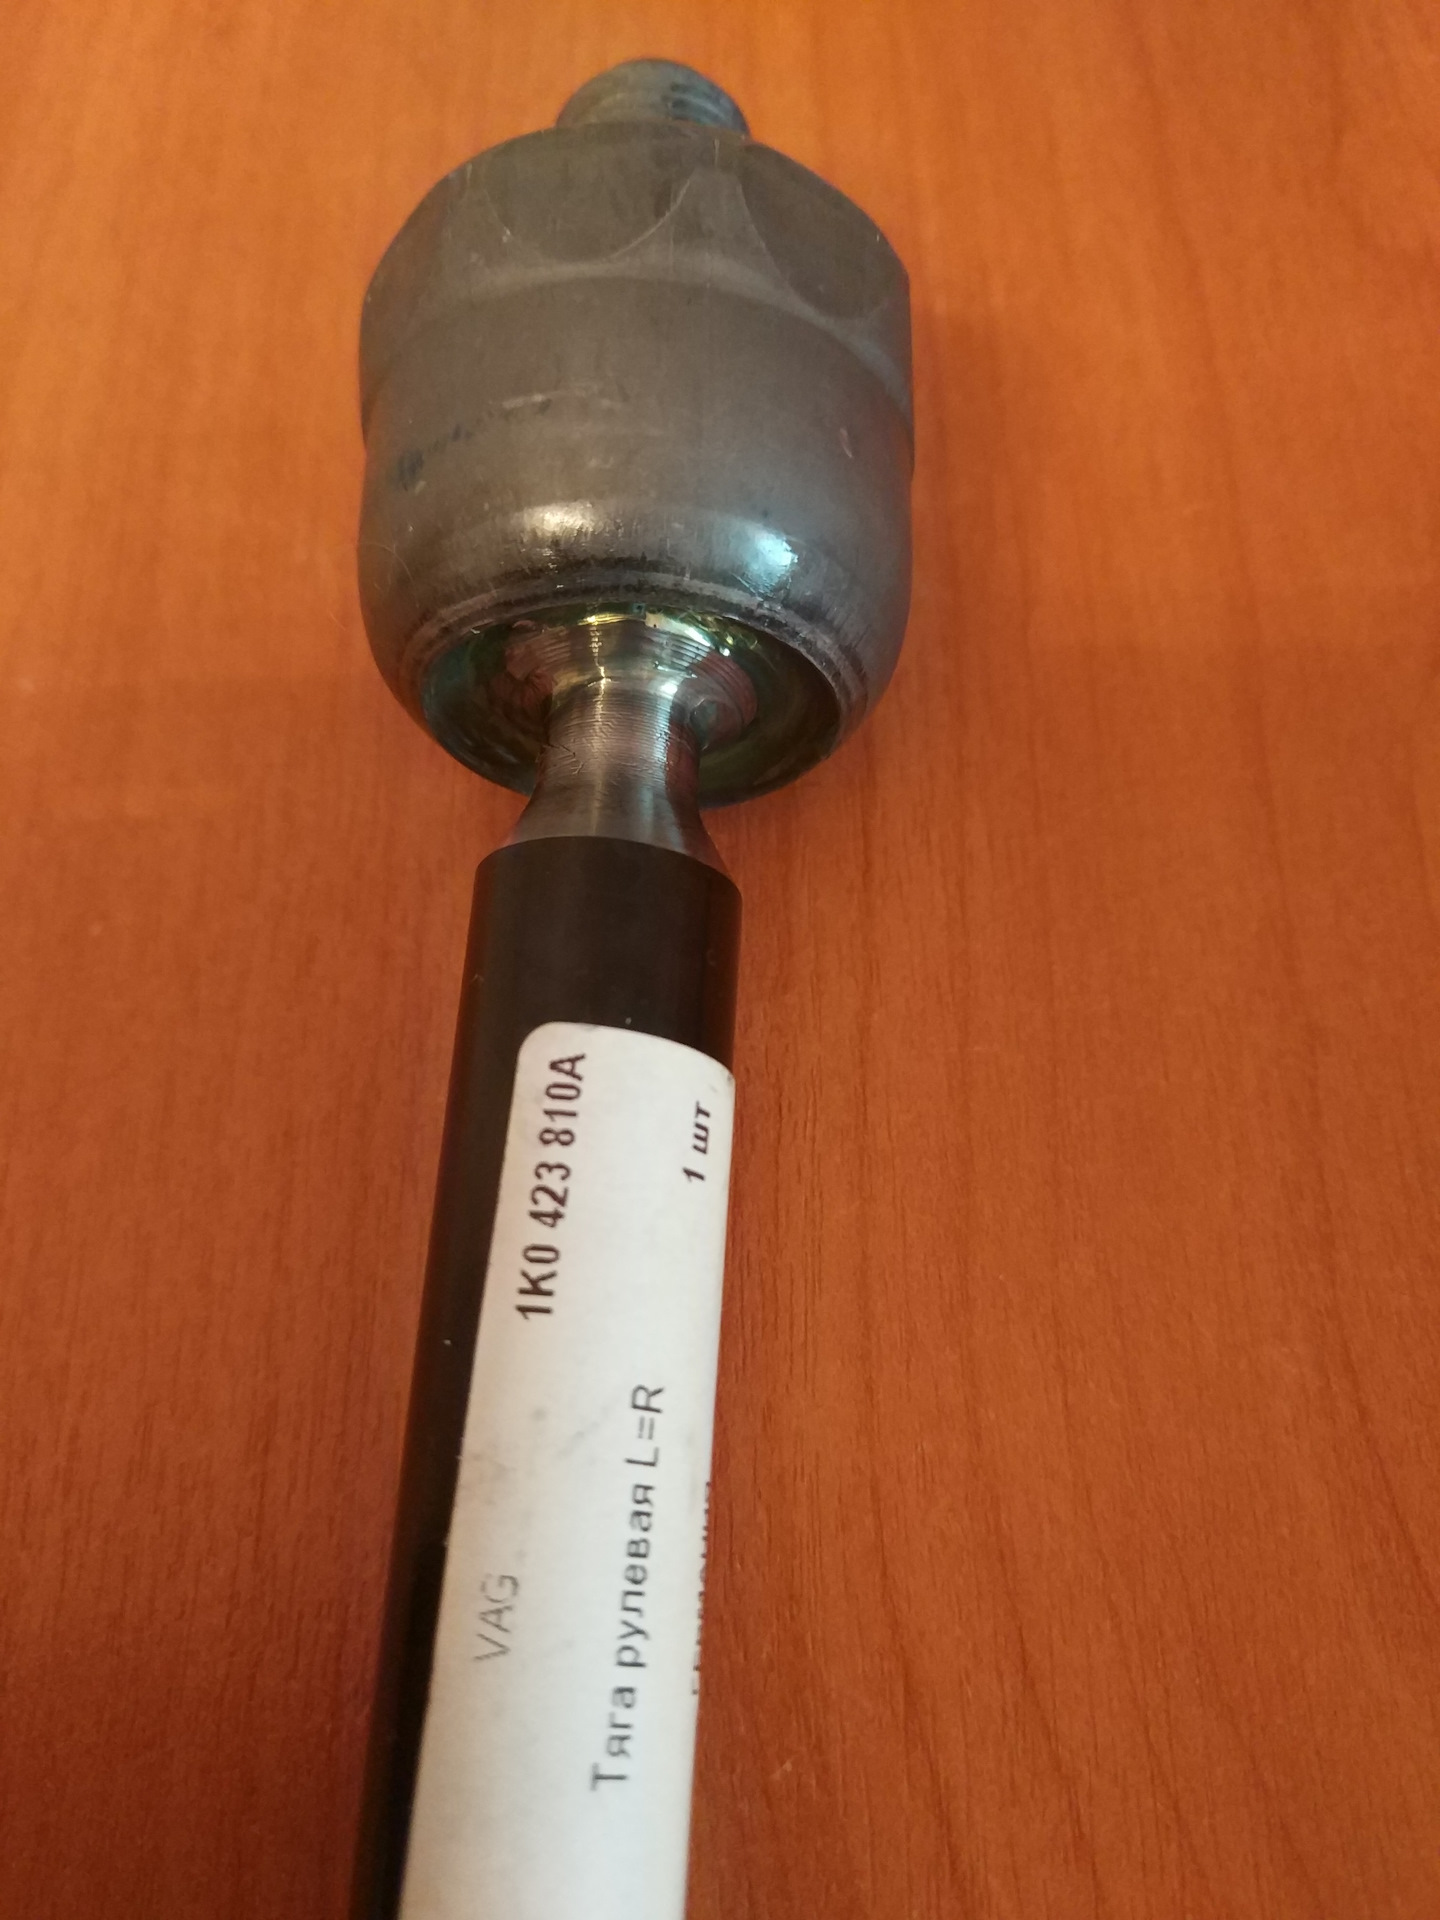 VAG 1K0 423 810A
Тяга рулевая L=R
1 шт